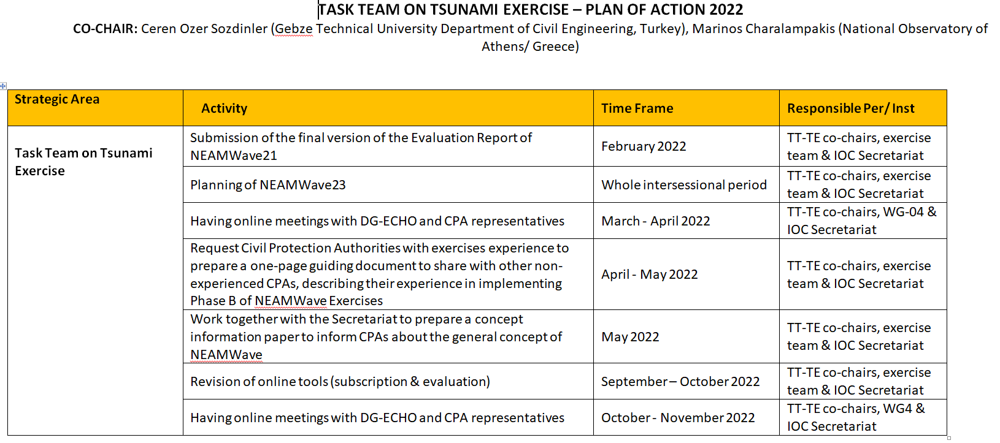 TASK TEAM ON TSUNAMI EXERCISE – PLAN OF ACTION 2022
CO-CHAIR: Ceren Ozer Sozdinler (Gebze Technical University Department of Civil Engineering, Turkey), Marinos Charalampakis (National Observatory of
Athens/ Greece)
Strategic Area
Activity
Time Frame
Responsible Per/ Inst
Task Team on Tsunami
Exercise
Submission of the final version of the Evaluation Report of
NEAMWave21
February 2022
TT-TE co-chairs, exercise
team & IOC Secretariat
Planning of NEAMWave23
Whole intersessional period
TT-TE co-chairs, exercise
team & IOC Secretariat
Having online meetings with DG-ECHO and CPA representatives
March - April 2022
TT-TE co-chairs, WG-04 &
IOC Secretariat
Request Civil Protection Authorities with exercises experience to
prepare a one-page guiding document to share with other non-
experienced CPAs, describing their experience in implementing
Phase B of NEAMWave Exercises
April - May 2022
TT-TE co-chairs, exercise
team & IOC Secretariat
Work together with the Secretariat to prepare a concept
information paper to inform CPAs about the general concept of
NEAMWave
May 2022
TT-TE co-chairs, exercise
team & IOC Secretariat
Revision of online tools (subscription & evaluation)
September – October 2022
TT-TE co-chairs, exercise
team & IOC Secretariat
Having online meetings with DG-ECHO and CPA representatives
October - November 2022
TT-TE co-chairs, WG4 &
IOC Secretariat